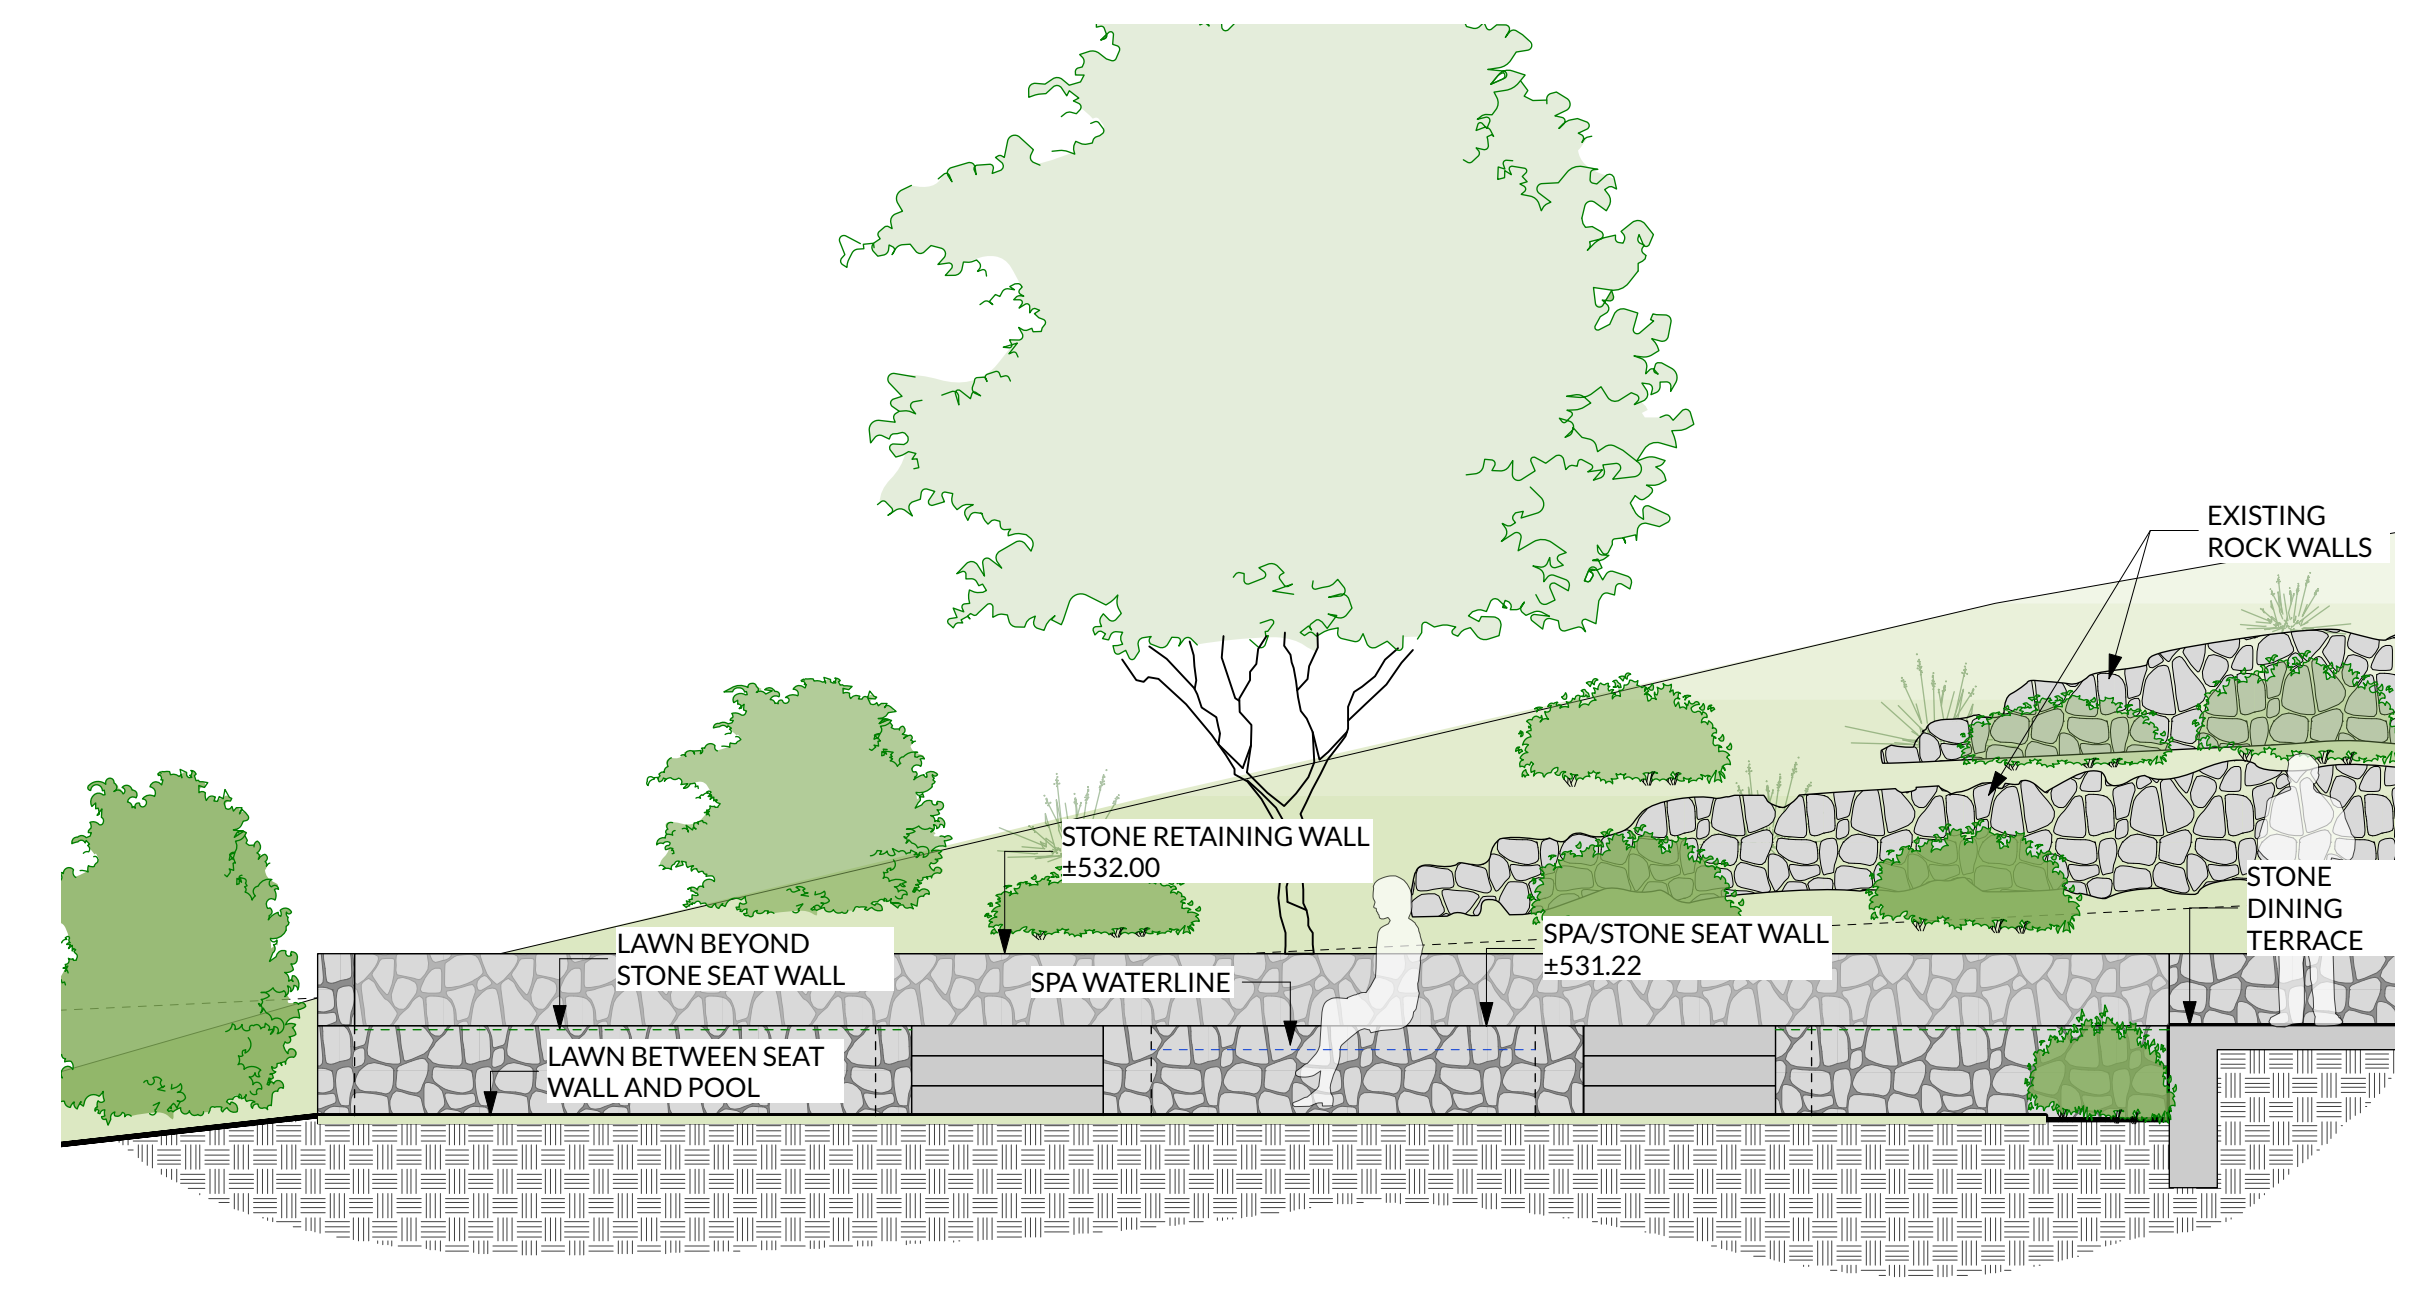 EXISTING
ROCK WALLS
STONE RETAINING WALL
±532.00
STONE
DINING
TERRACE
SPA/STONE SEAT WALL
±531.22
LAWN BEYOND
STONE SEAT WALL
SPA WATERLINE
LAWN BETWEEN SEAT
WALL AND POOL